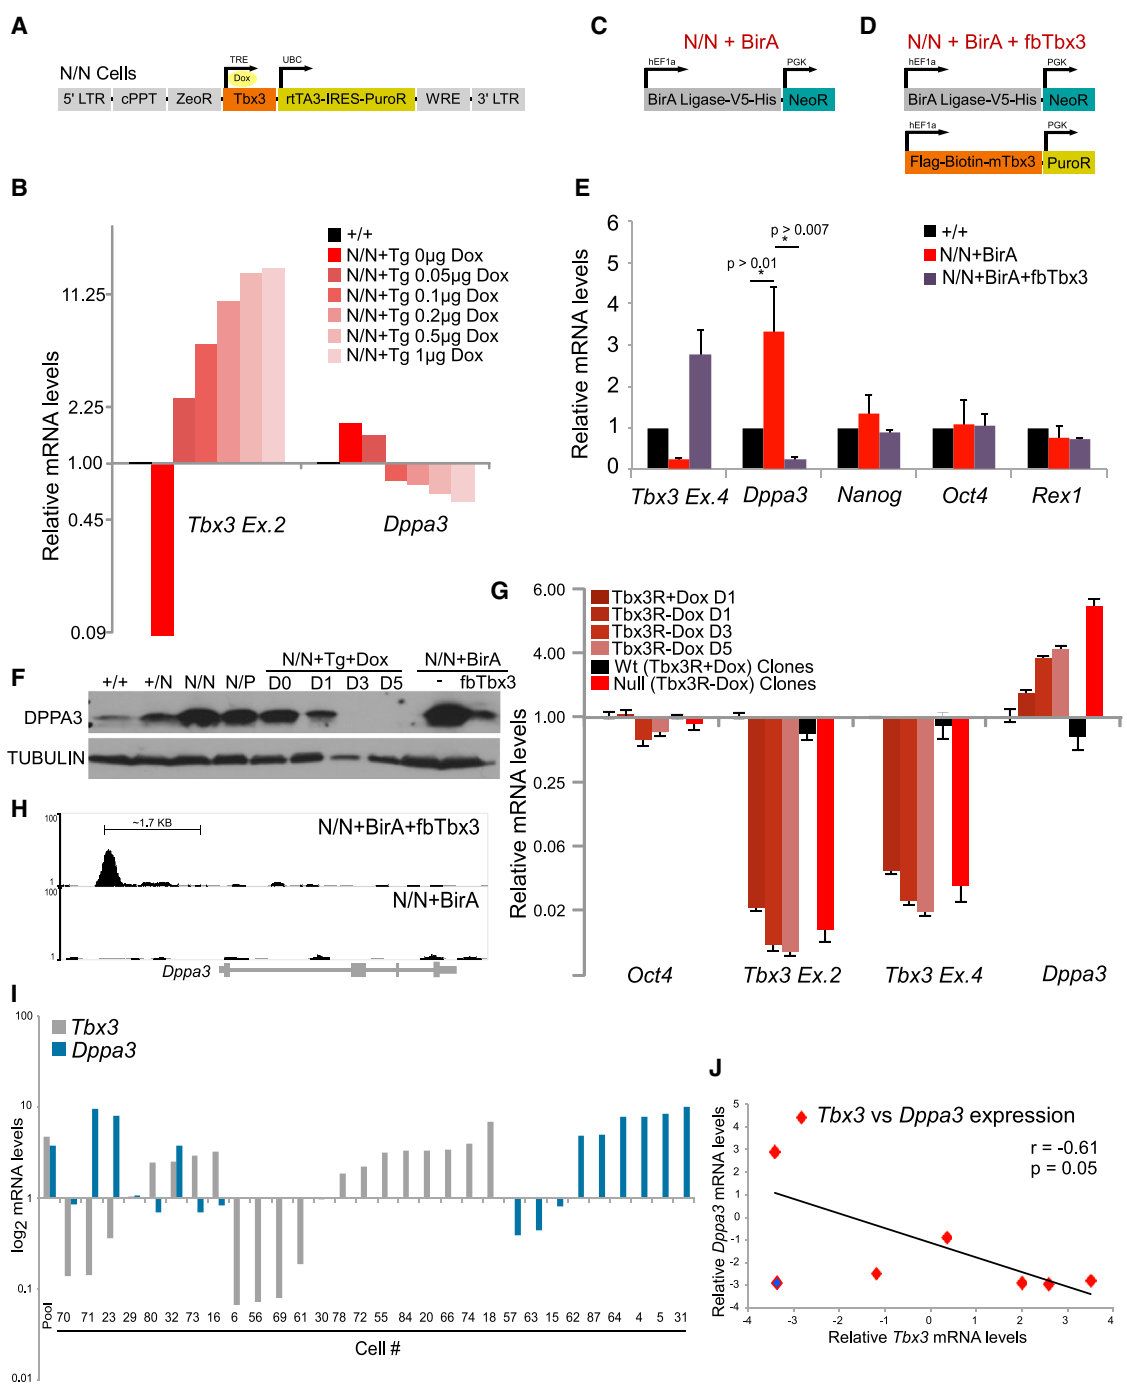 A
N/N Cells
TRE
Dox
UBC
5' LTR
cPPT
ZeoR
Tbx3
rtTA3-IRES-PuroR
WRE
3' LTR
C
N/N + BirA
hEF1a
PGK
BirA Ligase-V5-His
NeoR
D
N/N + BirA + fbTbx3
hEF1a
PGK
BirA Ligase-V5-His
NeoR
hEF1a
PGK
Flag-Biotin-mTbx3
PuroR
B
Relative mRNA levels
11.25
2.25
1.00
0.45
0.09
+/+
N/N+Tg 0µg Dox
N/N+Tg 0.05µg Dox
N/N+Tg 0.1µg Dox
N/N+Tg 0.2µg Dox
N/N+Tg 0.5µg Dox
N/N+Tg 1µg Dox
Tbx3 Ex.2
Dppa3
E
Relative mRNA levels
6
5
4
3
2
1
0
p > 0.007
*
p > 0.01
*
+/+
N/N+BirA
N/N+BirA+fbTbx3
Tbx3 Ex.4
Dppa3
Nanog
Oct4
Rex1
F
N/N+Tg+Dox
N/N+BirA
+/+
+/N
N/N
N/P
D0
D1
D3
D5
-
fbTbx3
DPPA3
TUBULIN
G
Relative mRNA levels
6.00
4.00
1.00
0.25
0.06
0.02
Tbx3R+Dox D1
Tbx3R-Dox D1
Tbx3R-Dox D3
Tbx3R-Dox D5
Wt (Tbx3R+Dox) Clones
Null (Tbx3R-Dox) Clones
Oct4
Tbx3 Ex.2
Tbx3 Ex.4
Dppa3
H
100
~1.7 KB
N/N+BirA+fbTbx3
1
100
N/N+BirA
1
Dppa3
I
log2 mRNA levels
100
10
1
0.1
0.01
Tbx3
Dppa3
Pool
70 71 23 29 80 32 73 16 6 56 69 61 30 78 72 55 84 20 66 74 18 57 63 15 62 87 64 4 5 31
Cell #
J
Tbx3 vs Dppa3 expression
r = -0.61
p = 0.05
Relative Dppa3 mRNA levels
5
4
3
2
1
0
-1
-2
-3
-4
-4 -3 -2 -1 0 1 2 3 4
Relative Tbx3 mRNA levels